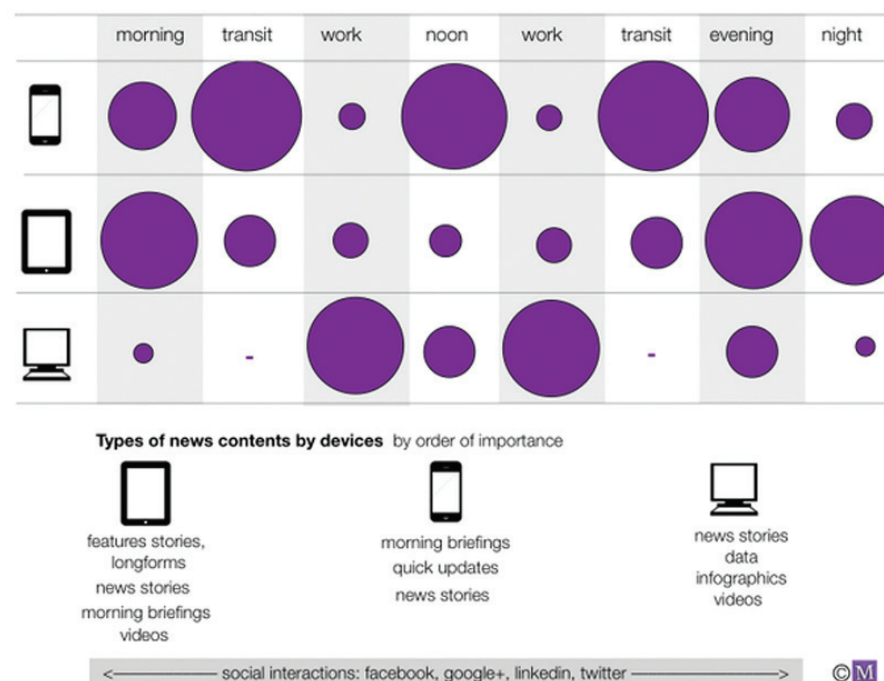 morning transit work noon work transit evening night
Types of news contents by devices by order of importance
features stories,
longforms
news stories
morning briefings
videos
morning briefings
quick updates
news stories
news stories
data
infographics
videos
<——— social interactions: facebook, google+, linkedin, twitter ———>
© M